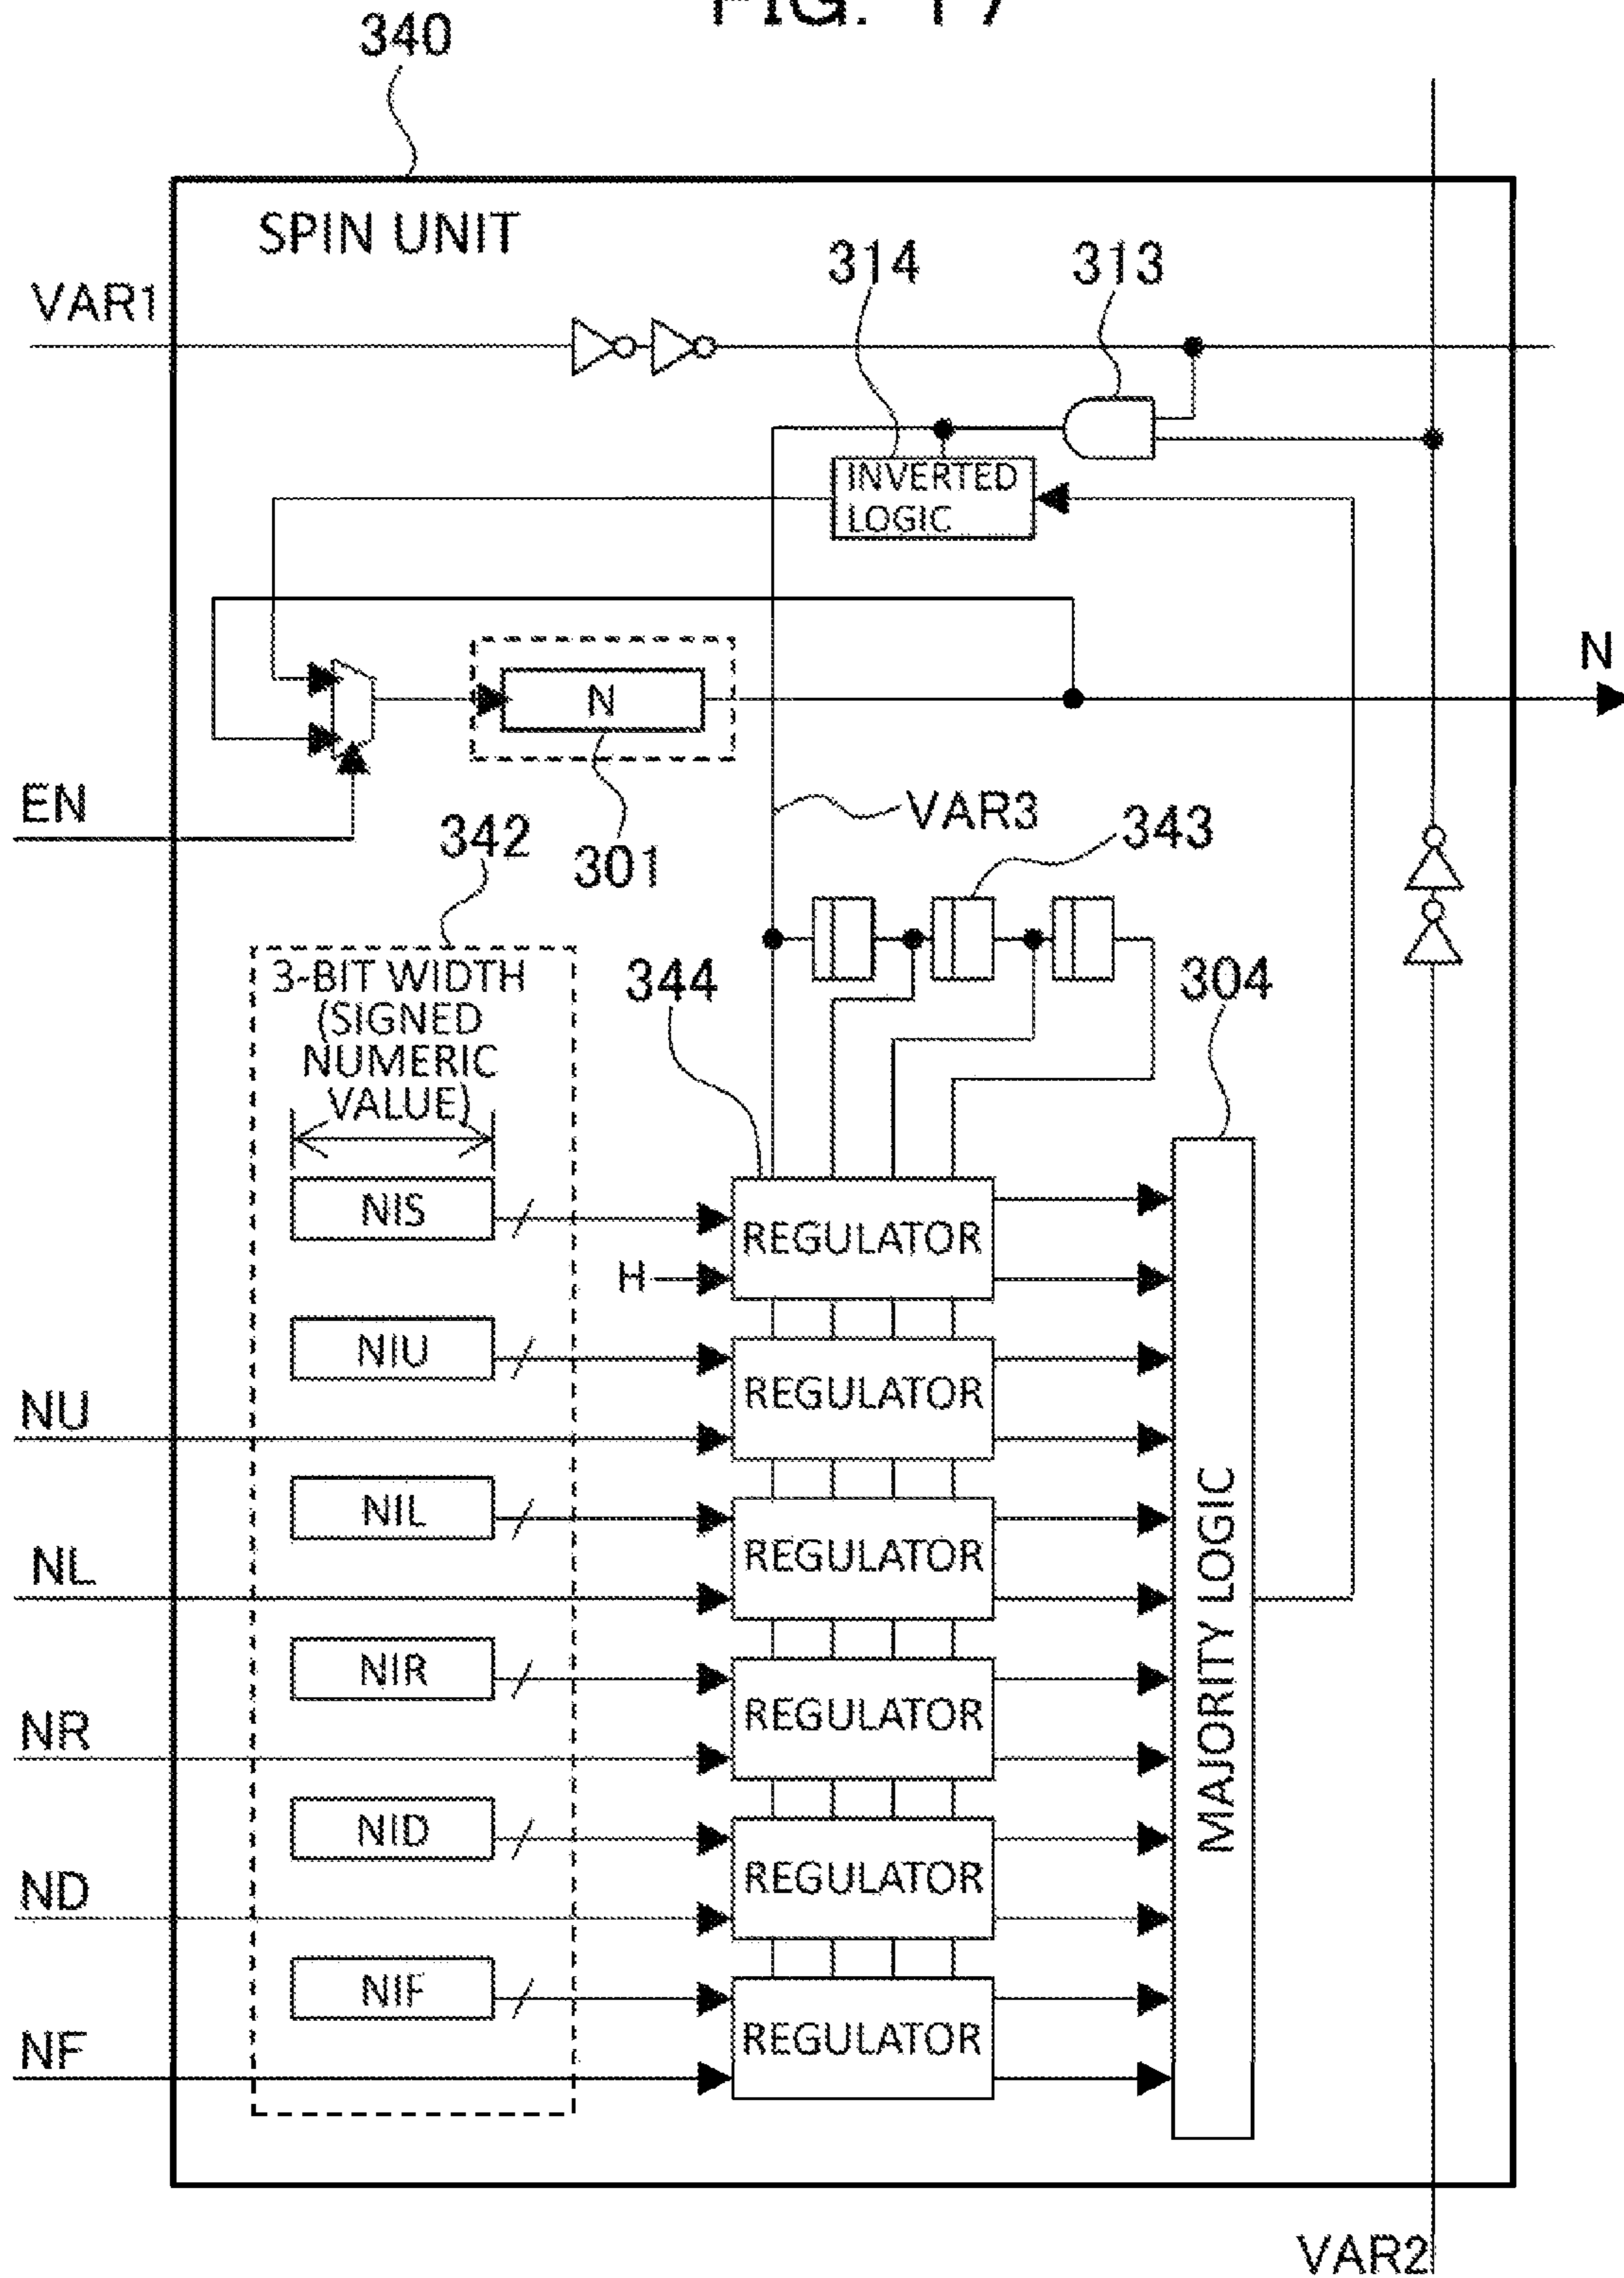 FIG. 17
340
SPIN UNIT
314
313
VAR1
INVERTED
LOGIC
N
N
301
EN
342
VAR3
343
3-BIT WIDTH
(SIGNED
NUMERIC
VALUE)
344
304
NIS
REGULATOR
H
NIU
REGULATOR
NU
NIL
REGULATOR
NL
NIR
REGULATOR
NR
NID
REGULATOR
ND
NIF
REGULATOR
NF
MAJORITY LOGIC
VAR2